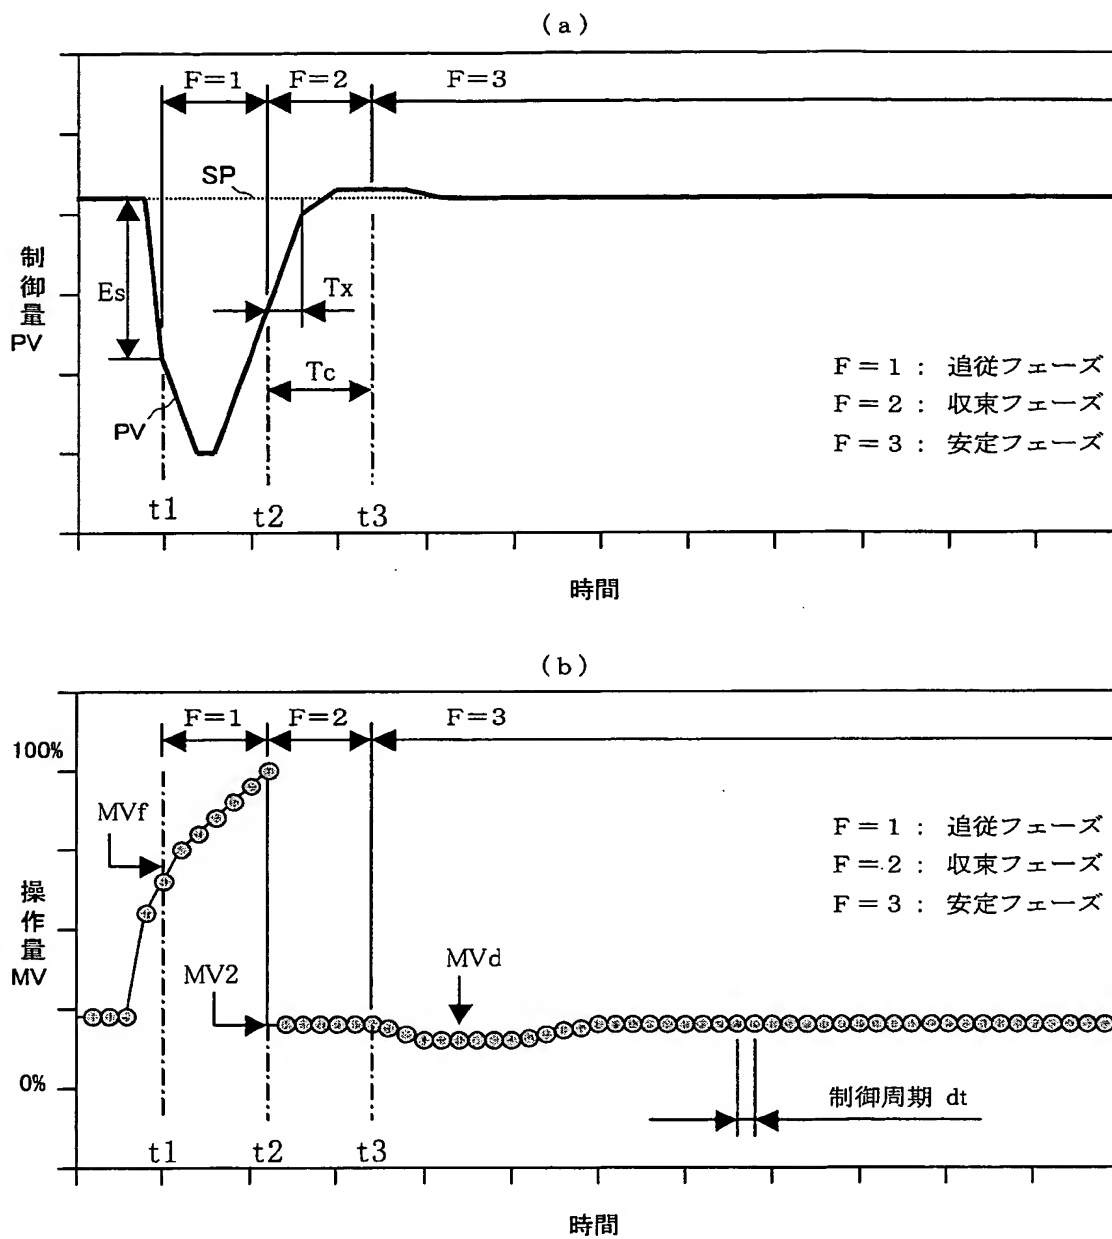 (a)
F=1
F=2
F=3
SP
制御量
PV
Es
Tx
Tc
PV
F=1: 追従フェーズ
F=2: 収束フェーズ
F=3: 安定フェーズ
t1
t2
t3
時間
(b)
F=1
F=2
F=3
100%
MVf
F=1: 追従フェーズ
F=2: 収束フェーズ
F=3: 安定フェーズ
操作量
MV
MV2
MVd
0%
制御周期 dt
t1
t2
t3
時間